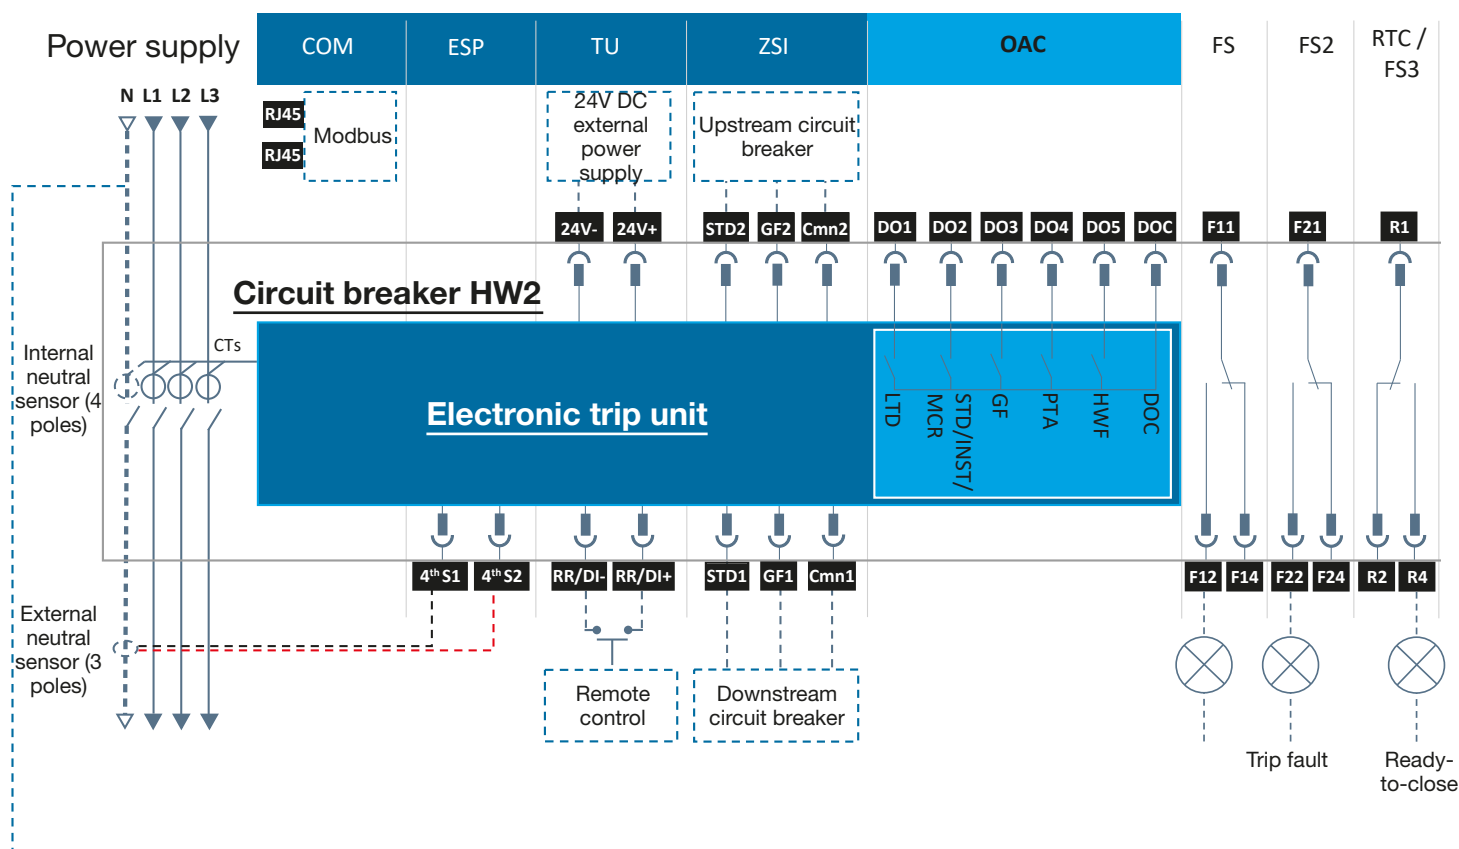 Power supply
COM
ESP
TU
ZSI
OAC
FS
FS2
RTC /
FS3
N L1 L2 L3
RJ45
RJ45
Modbus
24V DC
external
power
supply
Upstream circuit
breaker
24V-
24V+
STD2
GF2
Cmn2
DO1
DO2
DO3
DO4
DO5
DOC
F11
F21
R1
Circuit breaker HW2
CTs
Internal
neutral
sensor (4
poles)
Electronic trip unit
LTD
STD/INST/
MCR
GF
PTA
HWF
DOC
4th S1
4th S2
RR/DI-
RR/DI+
STD1
GF1
Cmn1
F12
F14
F22
F24
R2
R4
External
neutral
sensor (3
poles)
Remote
control
Downstream
circuit breaker
Trip fault
Ready-
to-close